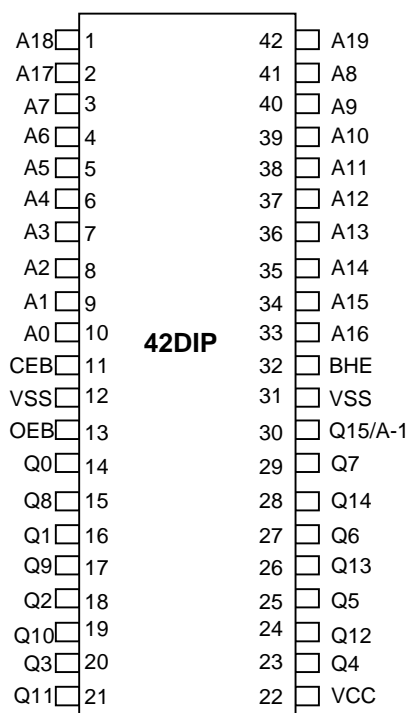 A18 1 42 A19
A17 2 41 A8
A7 3 40 A9
A6 4 39 A10
A5 5 38 A11
A4 6 37 A12
A3 7 36 A13
A2 8 35 A14
A1 9 34 A15
A0 10 33 A16
42DIP
CEB 11 32 BHE
VSS 12 31 VSS
OEB 13 30 Q15/A-1
Q0 14 29 Q7
Q8 15 28 Q14
Q1 16 27 Q6
Q9 17 26 Q13
Q2 18 25 Q5
Q10 19 24 Q12
Q3 20 23 Q4
Q11 21 22 VCC